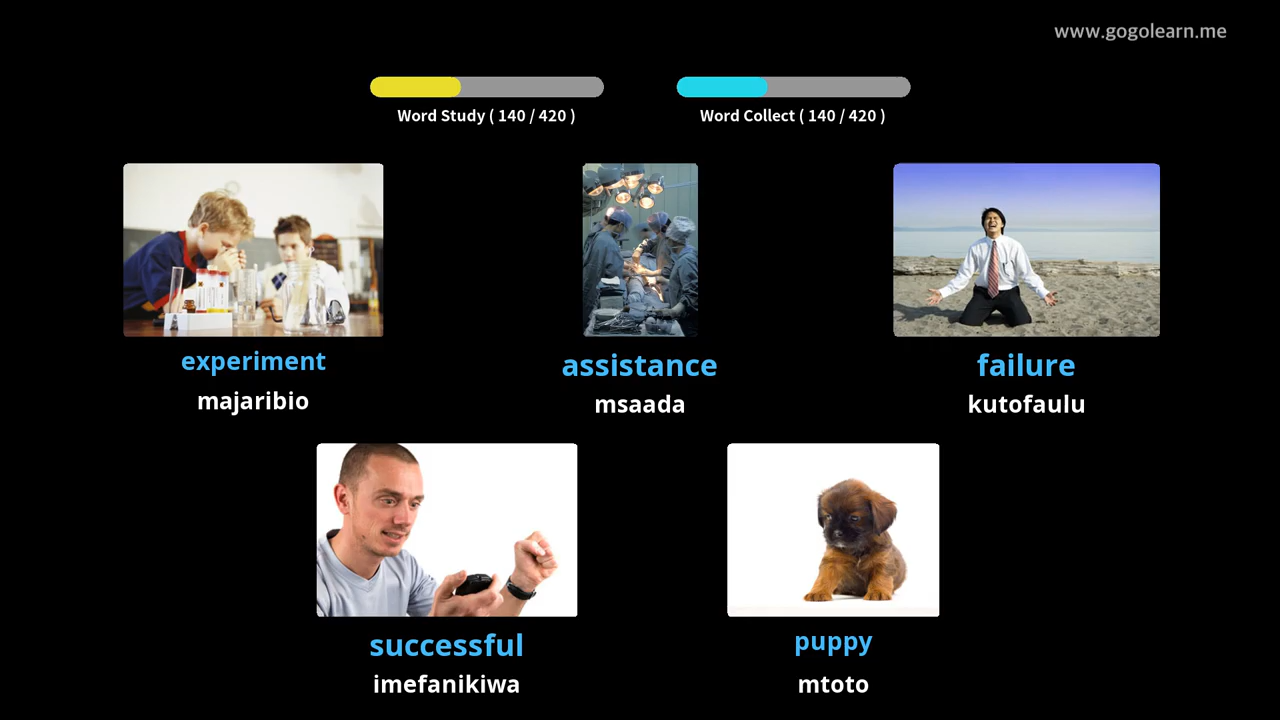 www.gogolearn.me
Word Study ( 140 / 420 )
Word Collect ( 140 / 420 )
experiment
majaribio
assistance
msaada
failure
kutofaulu
successful
imefanikiwa
puppy
mtoto